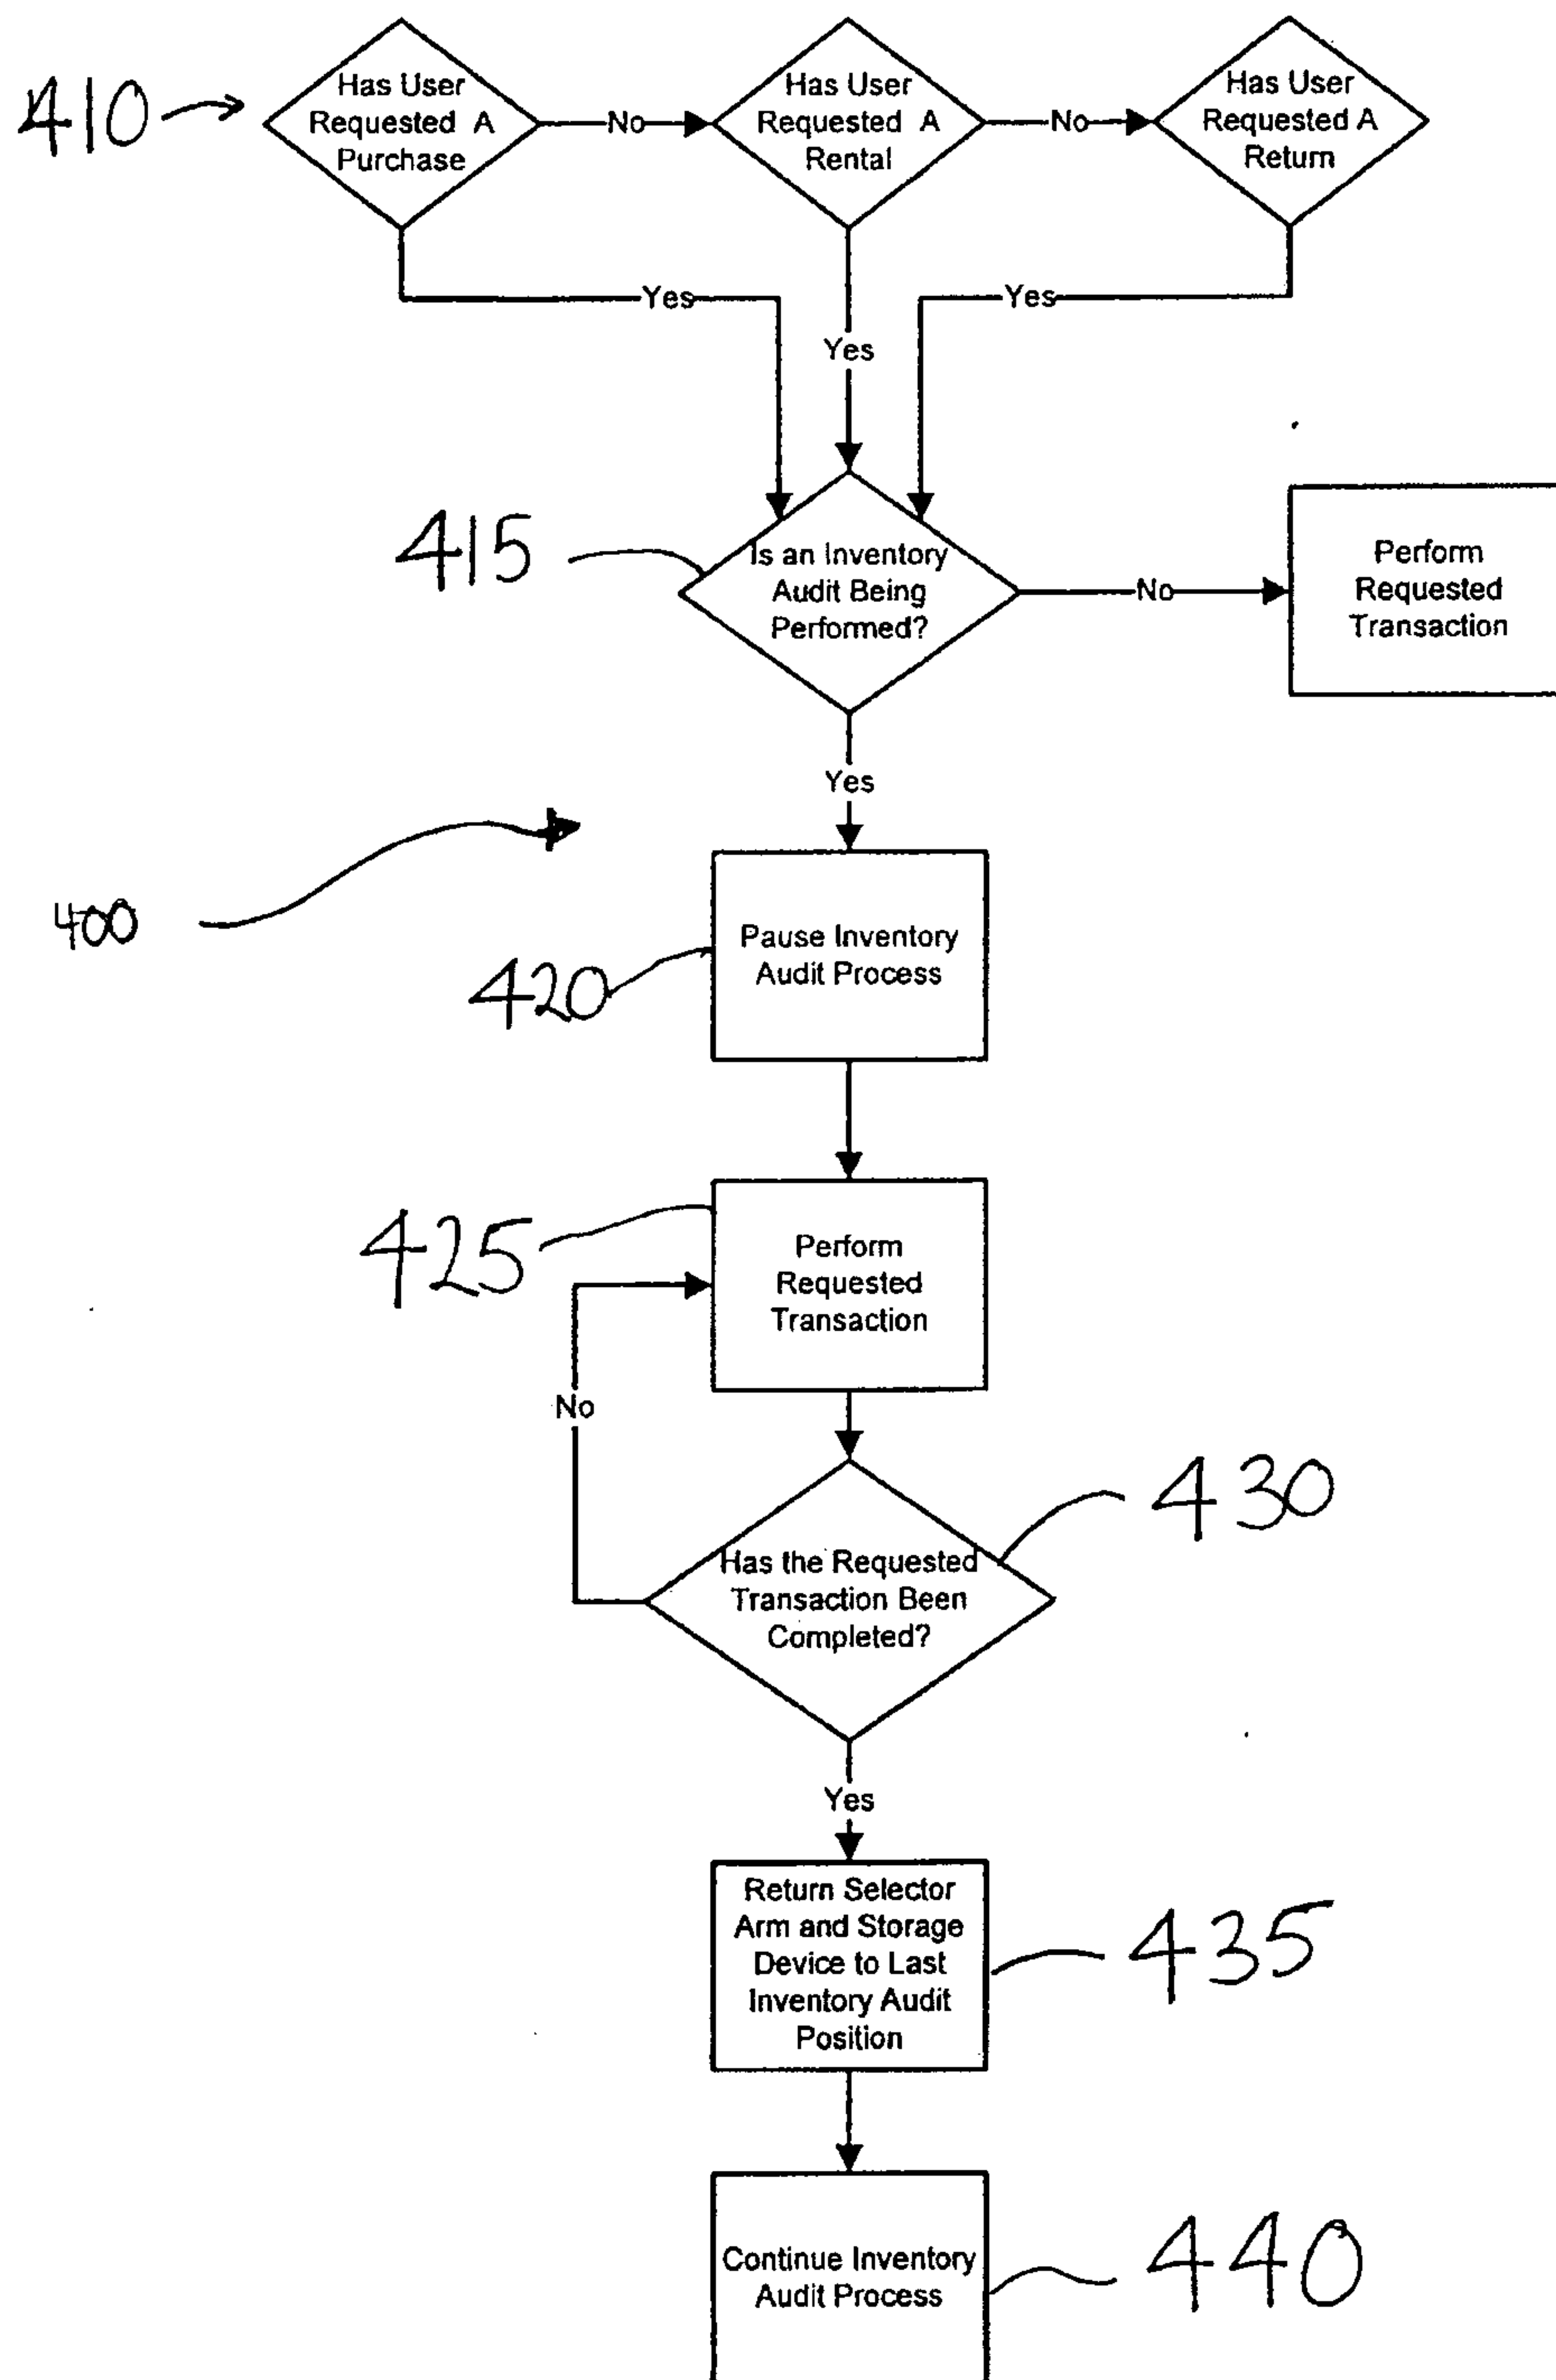 410
Has User
Requested A
Purchase
No
Has User
Requested A
Rental
No
Has User
Requested A
Return
Yes
Yes
Yes
415
Is an Inventory
Audit Being
Performed?
No
Perform
Requested
Transaction
Yes
400
420
Pause Inventory
Audit Process
425
Perform
Requested
Transaction
No
430
Has the Requested
Transaction Been
Completed?
Yes
Return Selector
Arm and Storage
Device to Last
Inventory Audit
Position
435
Continue Inventory
Audit Process
440